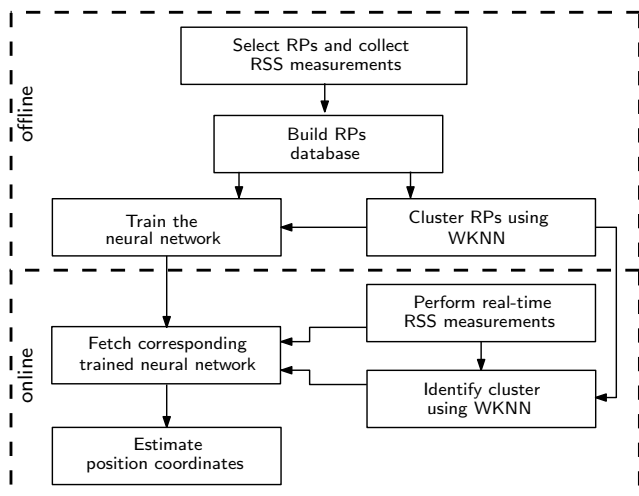 offline
Select RPs and collect
RSS measurements
Build RPs
database
Train the
neural network
Cluster RPs using
WKNN
online
Perform real-time
RSS measurements
Fetch corresponding
trained neural network
Identify cluster
using WKNN
Estimate
position coordinates